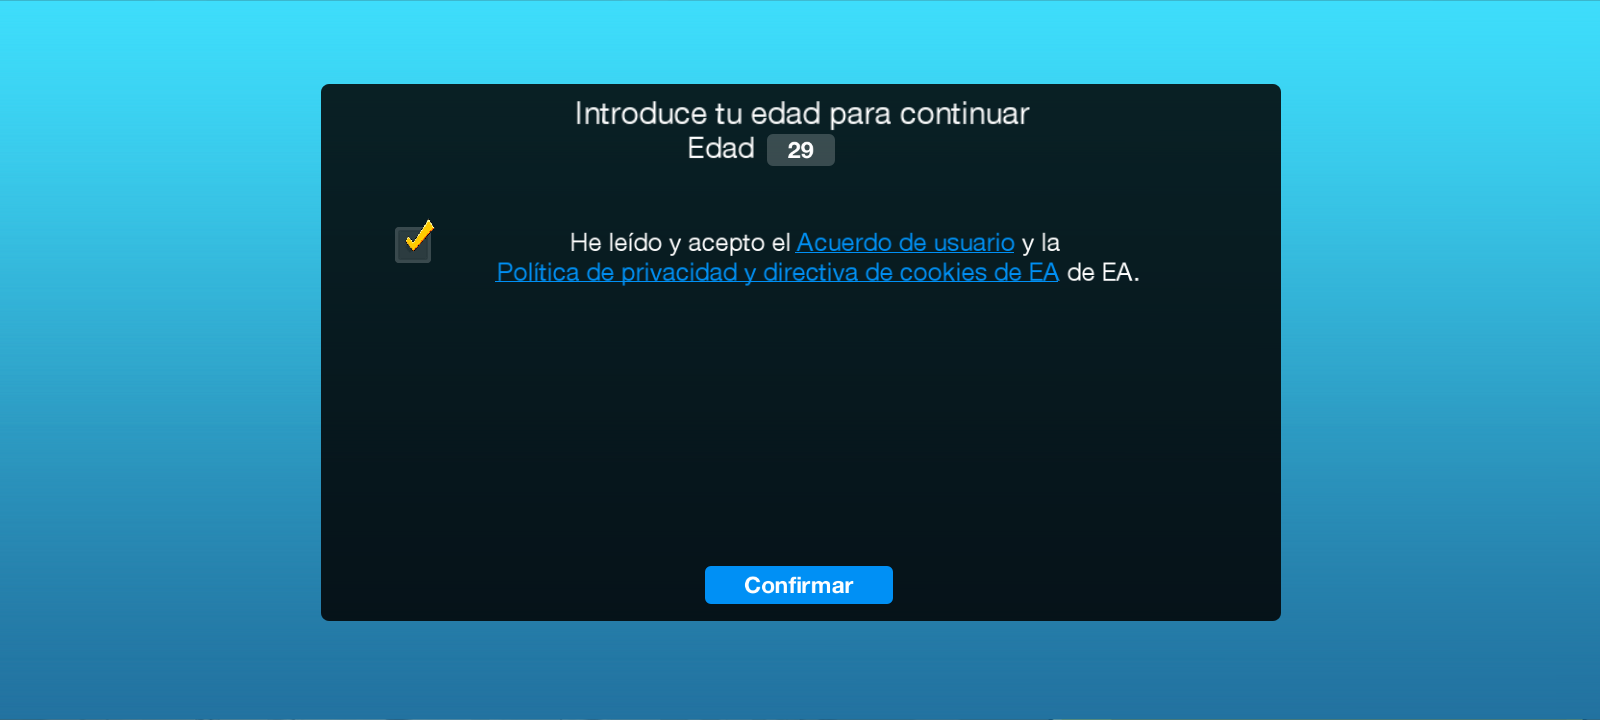 Introduce tu edad para continuar
Edad 29
He leído y acepto el Acuerdo de usuario y la
Política de privacidad y directiva de cookies de EA de EA.
Confirmar